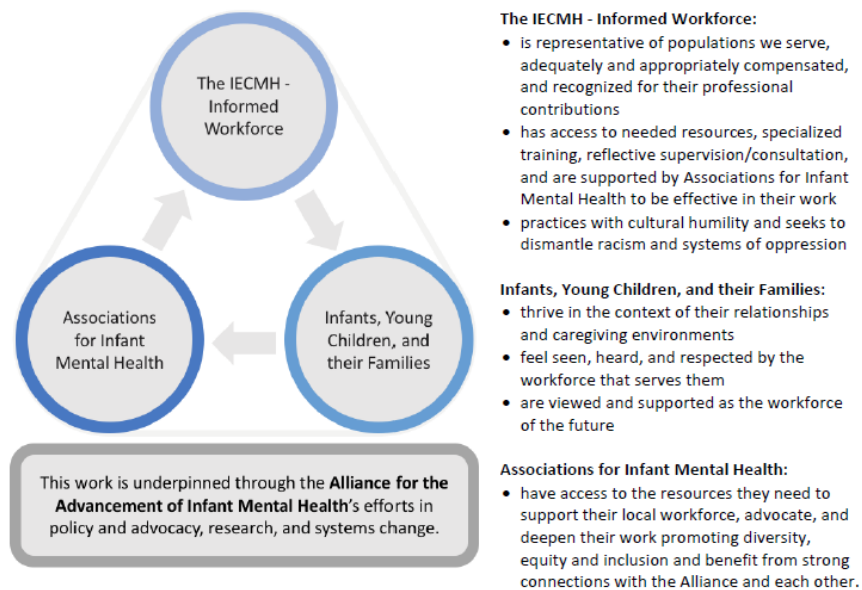 The IECMH -
Informed
Workforce
Associations
for Infant
Mental Health
Infants, Young
Children, and
their Families
This work is underpinned through the Alliance for the
Advancement of Infant Mental Health's efforts in
policy and advocacy, research, and systems change.
The IECMH - Informed Workforce:
• is representative of populations we serve,
adequately and appropriately compensated,
and recognized for their professional
contributions
• has access to needed resources, specialized
training, reflective supervision/consultation,
and are supported by Associations for Infant
Mental Health to be effective in their work
• practices with cultural humility and seeks to
dismantle racism and systems of oppression
Infants, Young Children, and their Families:
• thrive in the context of their relationships
and caregiving environments
• feel seen, heard, and respected by the
workforce that serves them
• are viewed and supported as the workforce
of the future
Associations for Infant Mental Health:
• have access to the resources they need to
support their local workforce, advocate, and
deepen their work promoting diversity,
equity and inclusion and benefit from strong
connections with the Alliance and each other.